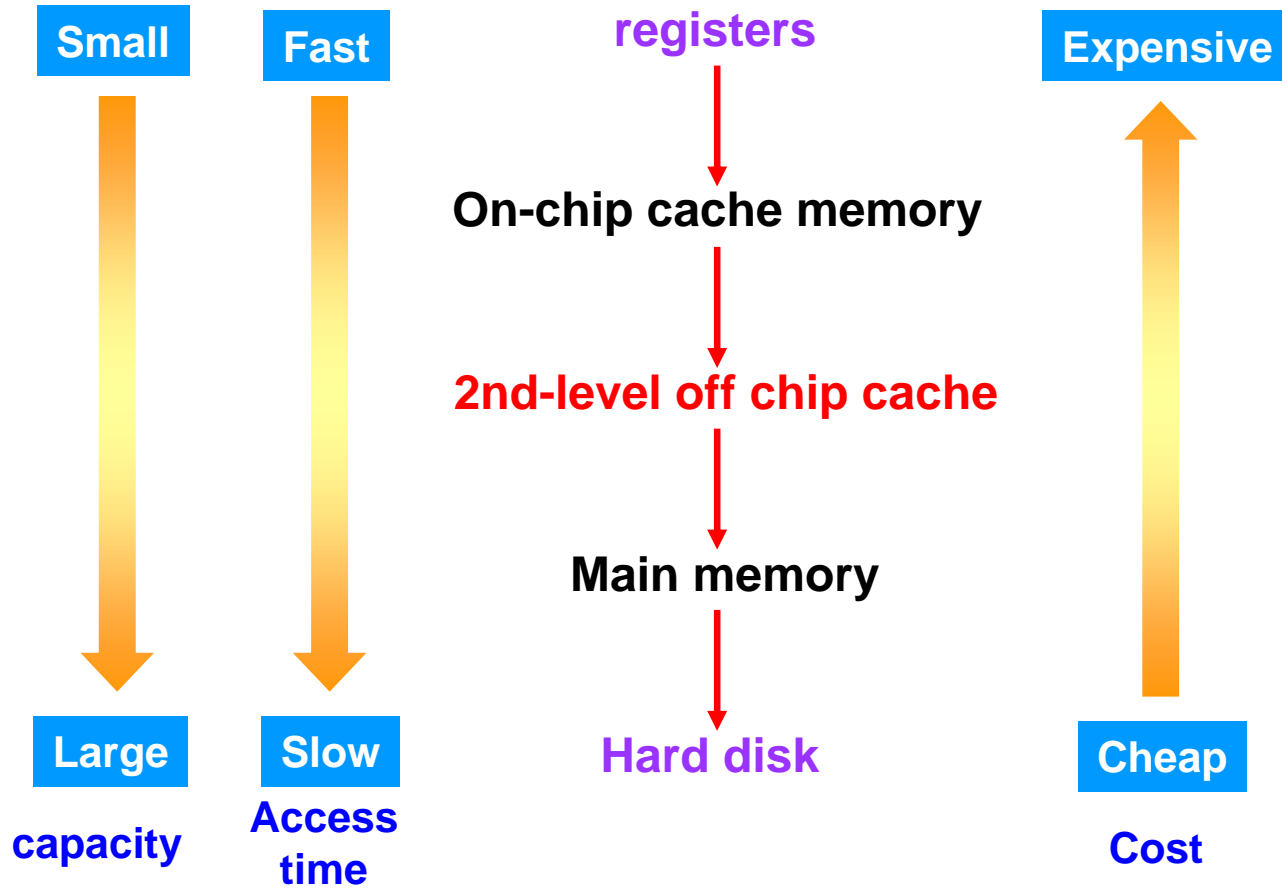 Small
Fast
registers
Expensive
On-chip cache memory
2nd-level off chip cache
Main memory
Large
Slow
Hard disk
Cheap
capacity
Access
time
Cost